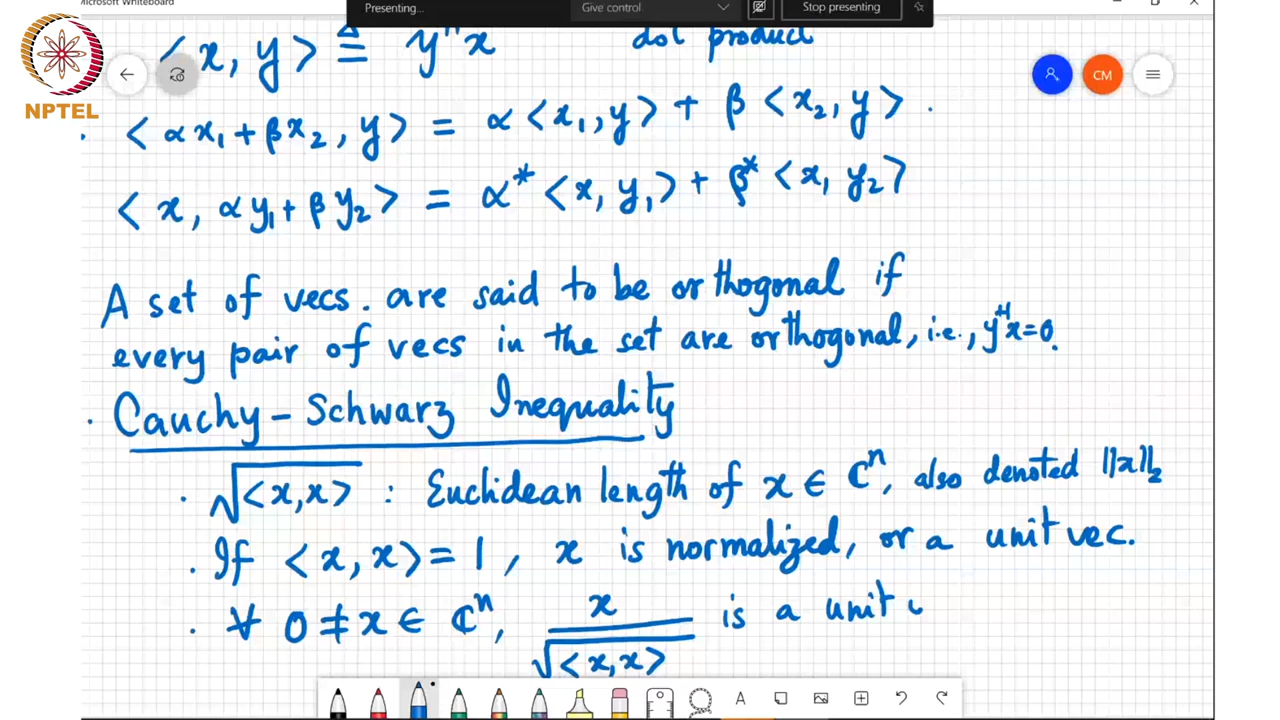 Microsoft Whiteboard
Presenting...
Give control
Stop presenting
NPTEL
CM
<x, y> ≜ yᴴx dot product
. <αx₁ + βx₂, y> = α<x₁, y> + β<x₂, y> .
<x, αy₁ + βy₂> = α*<x, y₁> + β*<x, y₂>
A set of vecs. are said to be orthogonal if
every pair of vecs in the set are orthogonal, i.e., yᴴx=0.
. Cauchy - Schwarz Inequality
. √<x,x> : Euclidean length of x ∈ ℂⁿ, also denoted ||x||₂
. If <x, x> = 1, x is normalized, or a unit vec.
. ∀ 0 ≠ x ∈ ℂⁿ, x / √<x,x> is a unit
A